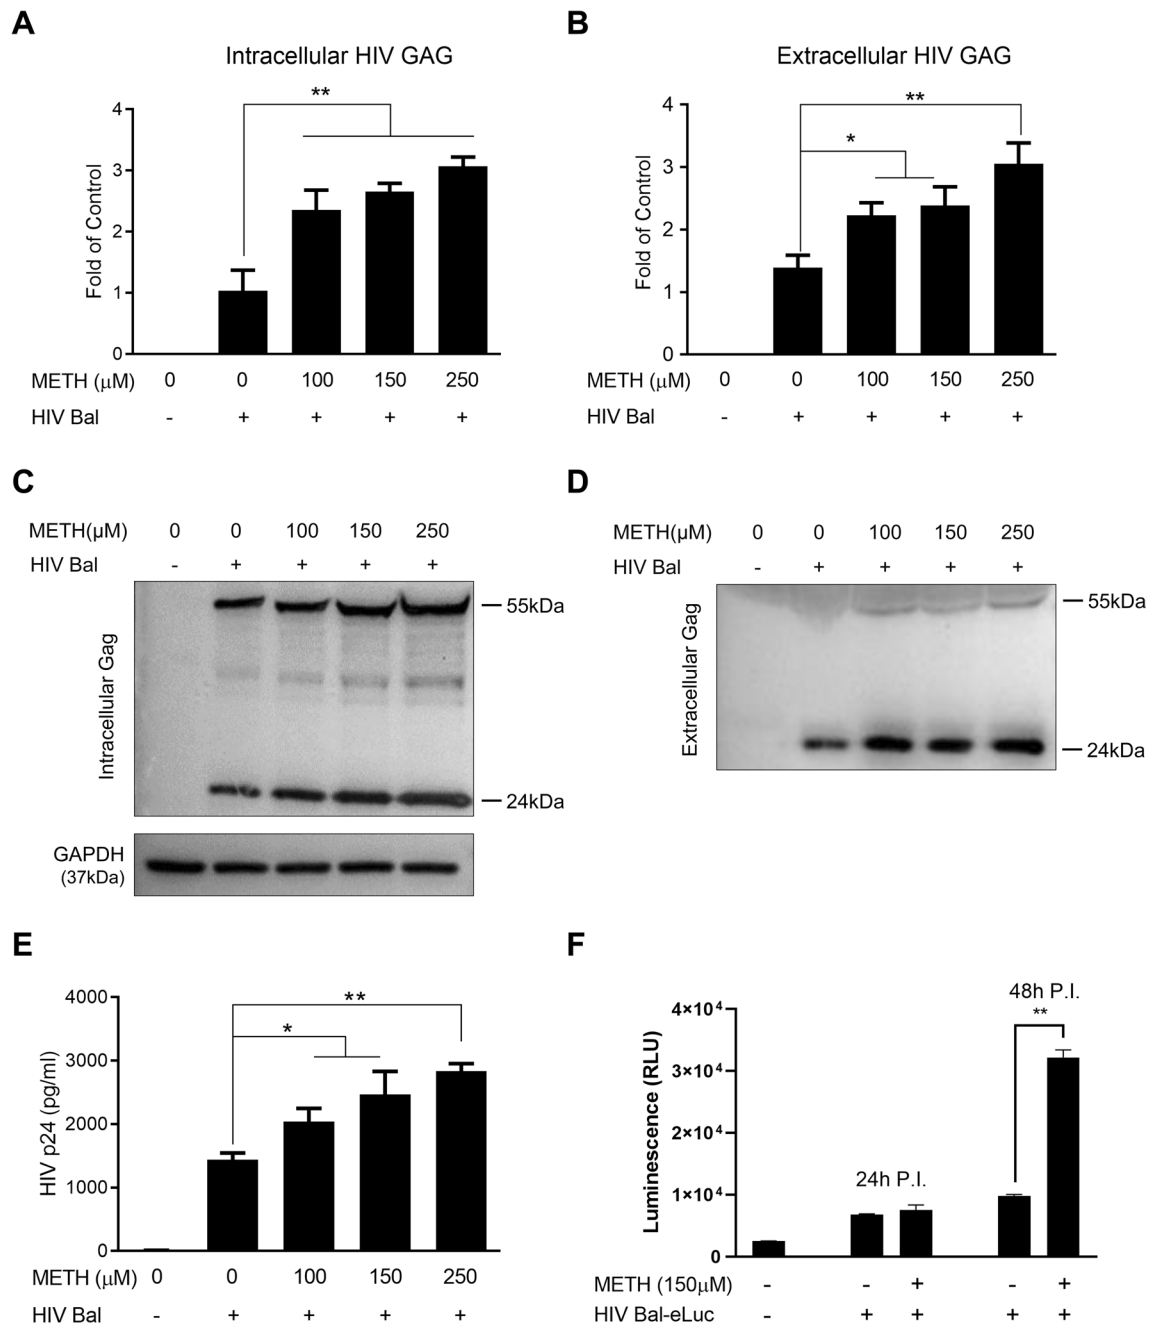 A
Intracellular HIV GAG
**
Fold of Control
4
3
2
1
0
METH (μM) 0 0 100 150 250
HIV Bal - + + + +
B
Extracellular HIV GAG
**
*
Fold of Control
4
3
2
1
0
METH (μM) 0 0 100 150 250
HIV Bal - + + + +
C
METH(μM) 0 0 100 150 250
HIV Bal - + + + +
Intracellular Gag
55kDa
24kDa
GAPDH
(37kDa)
D
METH(μM) 0 0 100 150 250
HIV Bal - + + + +
Extracellular Gag
55kDa
24kDa
E
**
*
HIV p24 (pg/ml)
4000
3000
2000
1000
0
METH (μM) 0 0 100 150 250
HIV Bal - + + + +
F
48h P.I.
**
24h P.I.
Luminescence (RLU)
4×10⁴
3×10⁴
2×10⁴
1×10⁴
0
METH (150μM) - - + - +
HIV Bal-eLuc - + + + +